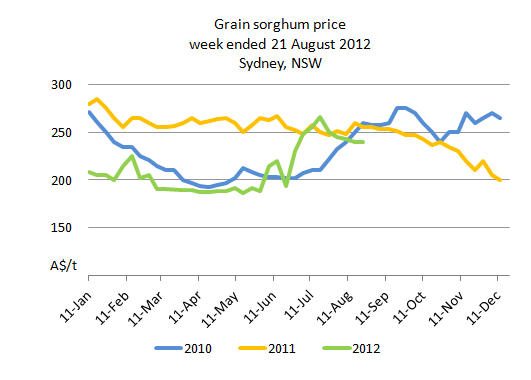 Grain sorghum price
week ended 21 August 2012
Sydney, NSW
300
250
200
150
A$/t
11-Jan
11-Feb
11-Mar
11-Apr
11-May
11-Jun
11-Jul
11-Aug
11-Sep
11-Oct
11-Nov
11-Dec
2010 2011 2012